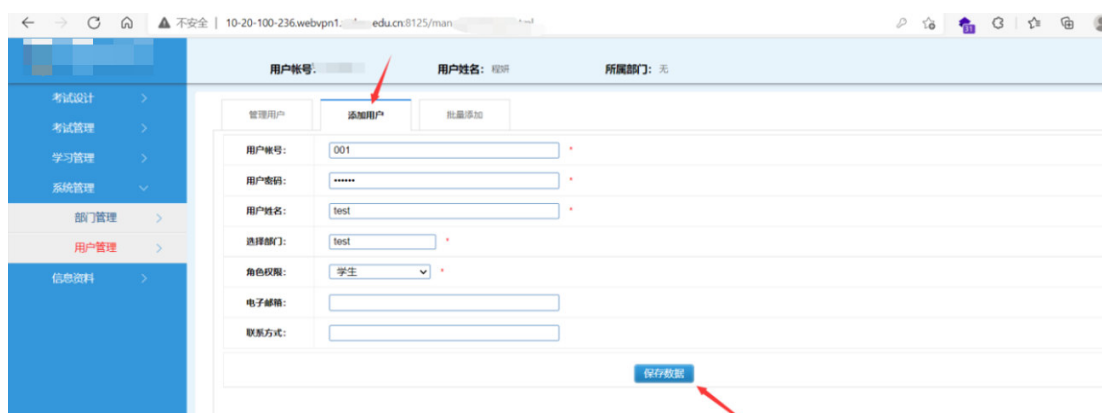 不安全 | 10-20-100-236.webvpn1. edu.cn:8125/man
31
用户帐号: 用户姓名: 程妍 所属部门: 无
考试设计
考试管理
学习管理
系统管理
部门管理
用户管理
信息资料
管理用户 添加用户 批量添加
用户帐号: 001 *
用户密码: •••••• *
用户姓名: test *
选择部门: test *
角色权限: 学生 *
电子邮箱:
联系方式:
保存数据